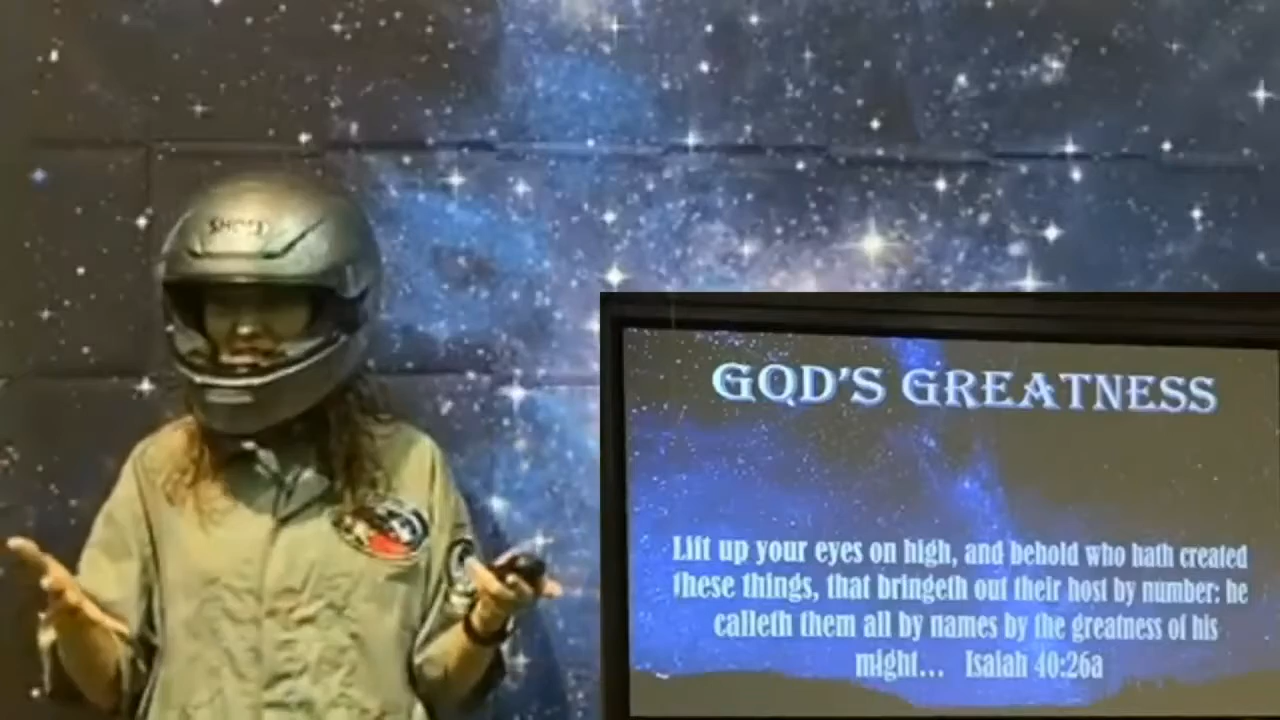 SHOEI
GOD'S GREATNESS
Lift up your eyes on high, and behold who hath created
these things, that bringeth out their host by number: he
calleth them all by names by the greatness of his
might... Isaiah 40:26a